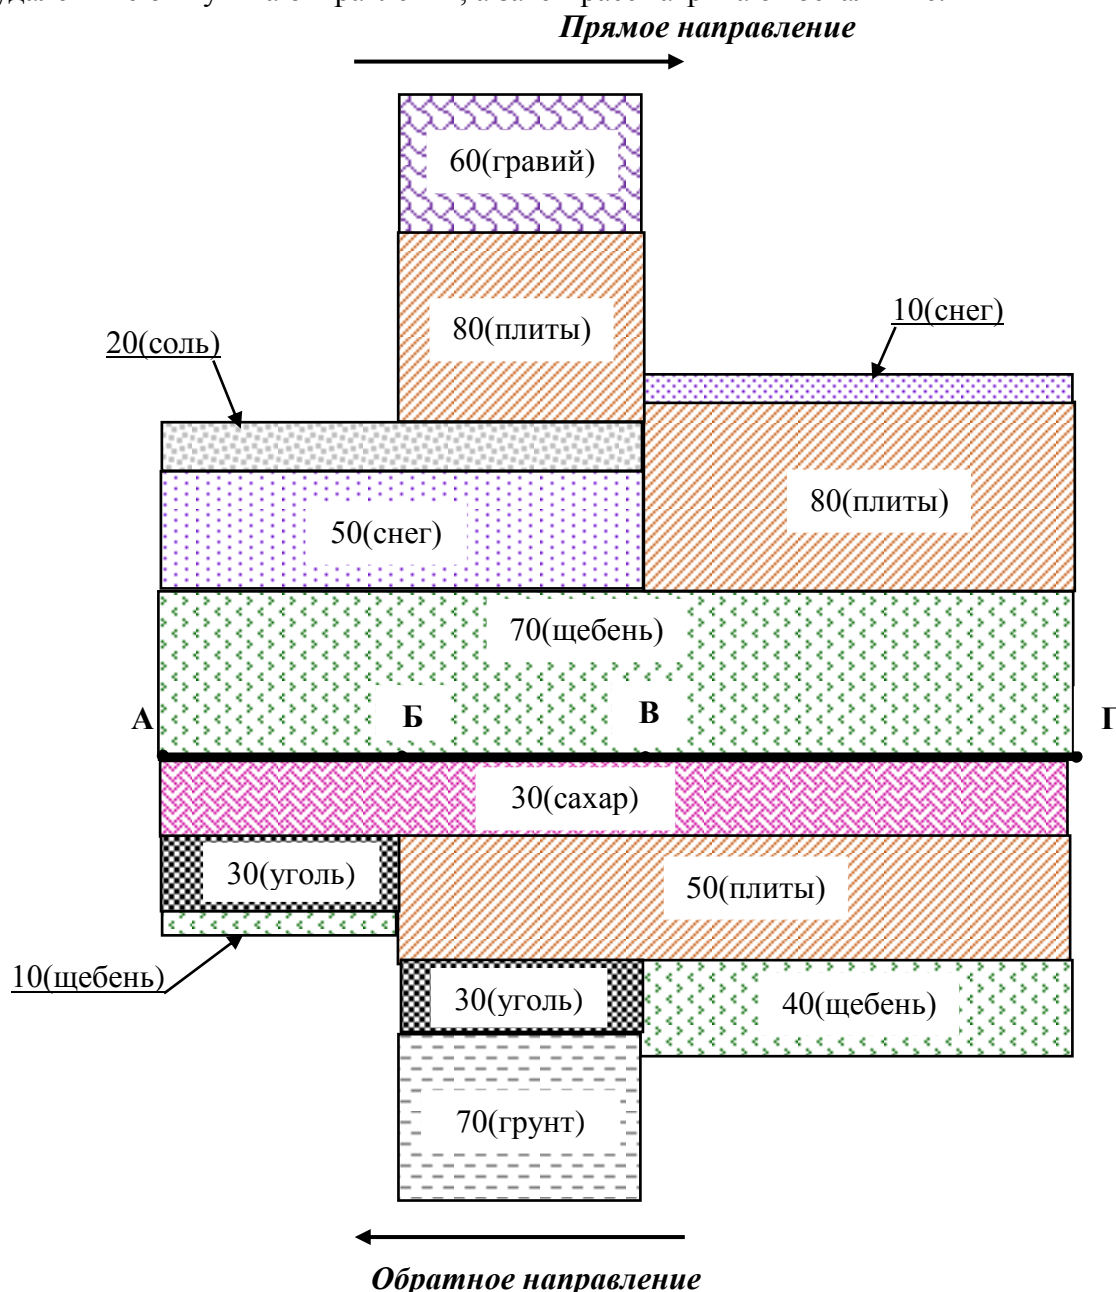 Прямое направление
60(гравий)
80(плиты)
10(снег)
20(соль)
80(плиты)
50(снег)
70(щебень)
А
Б
В
Г
30(сахар)
30(уголь)
50(плиты)
10(щебень)
30(уголь)
40(щебень)
70(грунт)
Обратное направление